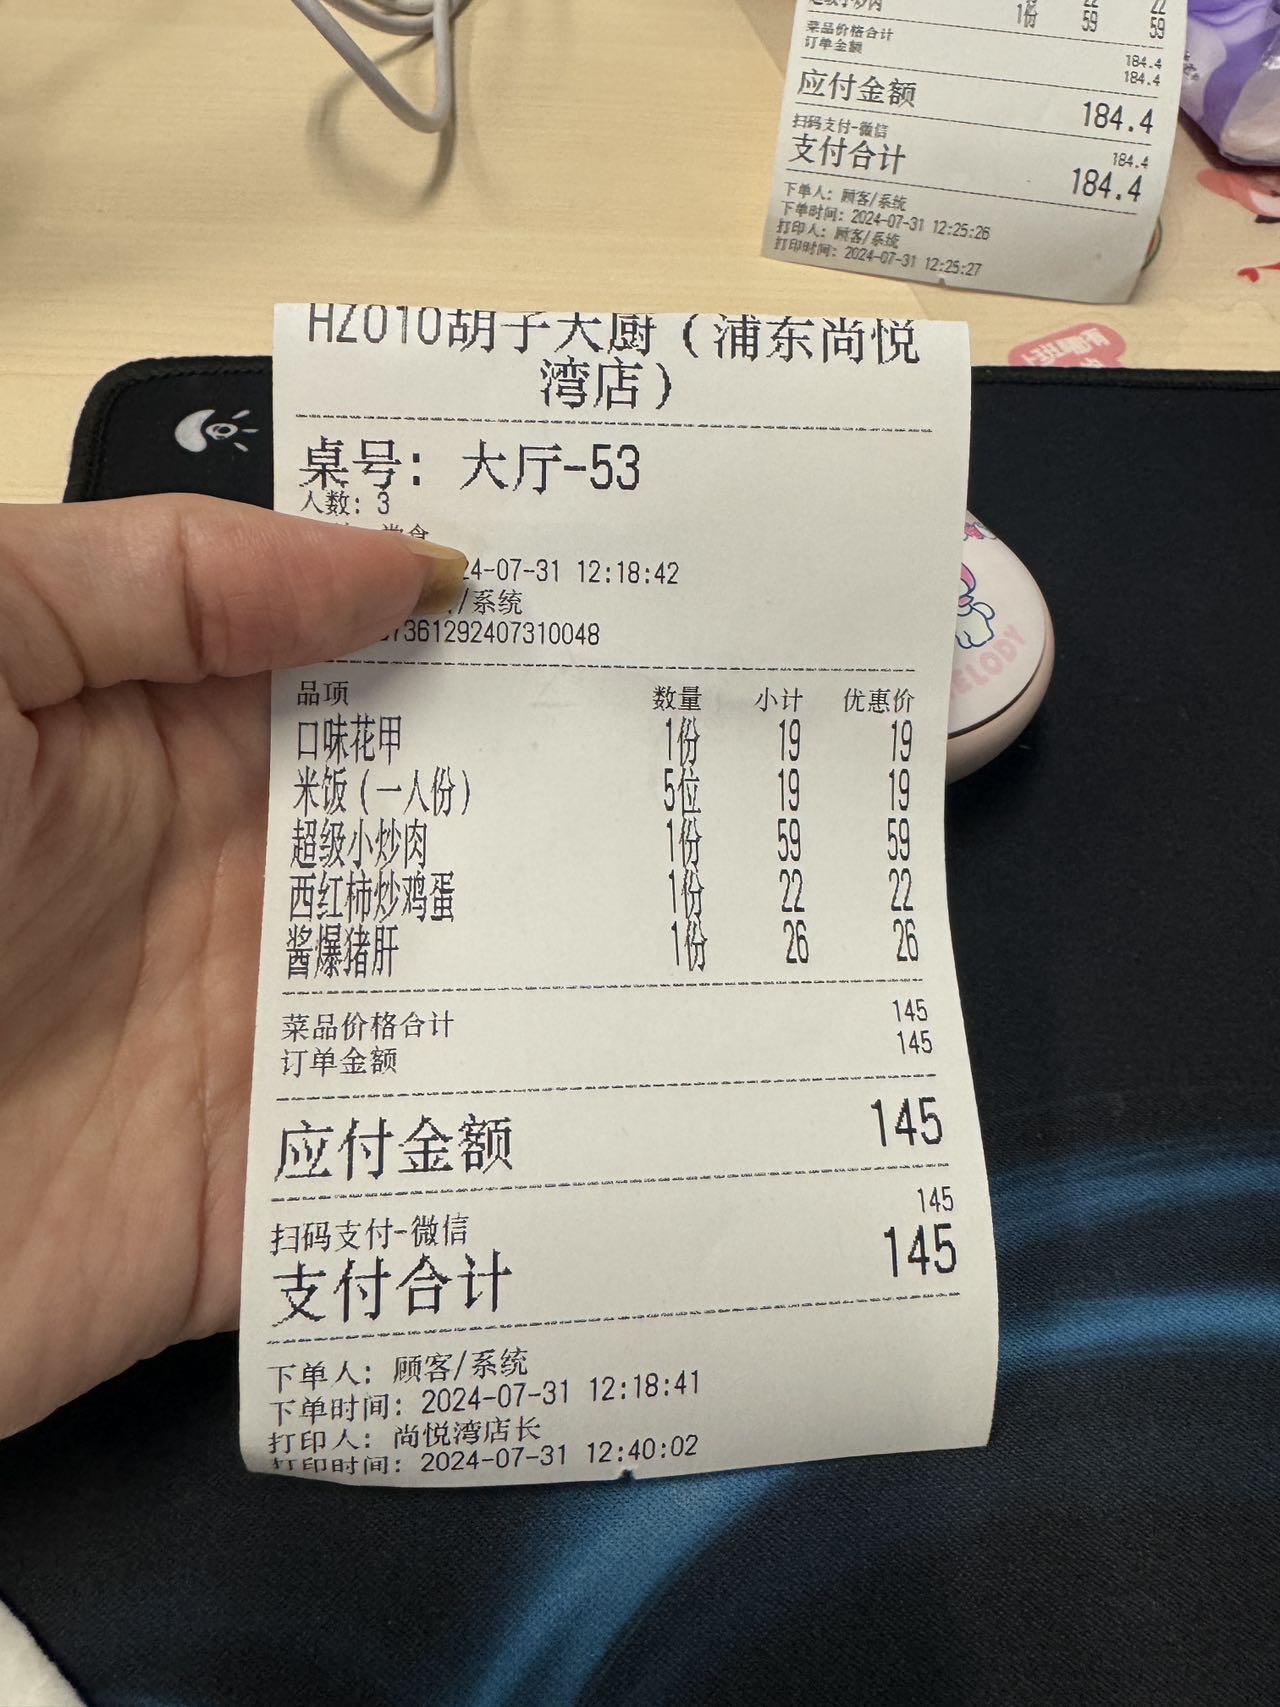 1份 59 59
菜品价格合计 184.4
订单金额 184.4
应付金额 184.4
扫码支付-微信 184.4
支付合计 184.4
下单人: 顾客/系统
下单时间: 2024-07-31 12:25:26
打印人: 顾客/系统
打印时间: 2024-07-31 12:25:27
HZ010胡子大厨(浦东尚悦
湾店)
桌号: 大厅-53
人数: 3
24-07-31 12:18:42
/系统
7361292407310048
品项 数量 小计 优惠价
口味花甲 1份 19 19
米饭(一人份) 5位 19 19
超级小炒肉 1份 59 59
西红柿炒鸡蛋 1份 22 22
酱爆猪肝 1份 26 26
菜品价格合计 145
订单金额 145
应付金额 145
扫码支付-微信 145
支付合计 145
下单人: 顾客/系统
下单时间: 2024-07-31 12:18:41
打印人: 尚悦湾店长
打印时间: 2024-07-31 12:40:02
ELODY